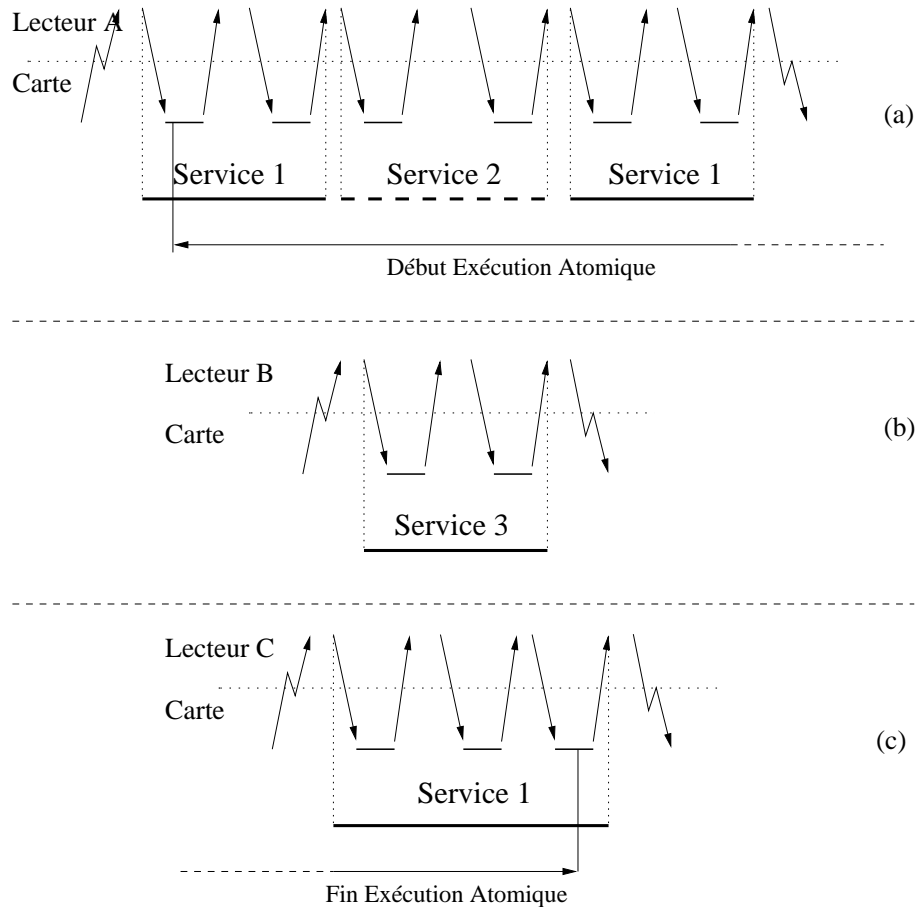 Lecteur A
Carte
(a)
Service 1
Service 2
Service 1
Début Exécution Atomique
Lecteur B
Carte
(b)
Service 3
Lecteur C
Carte
(c)
Service 1
Fin Exécution Atomique